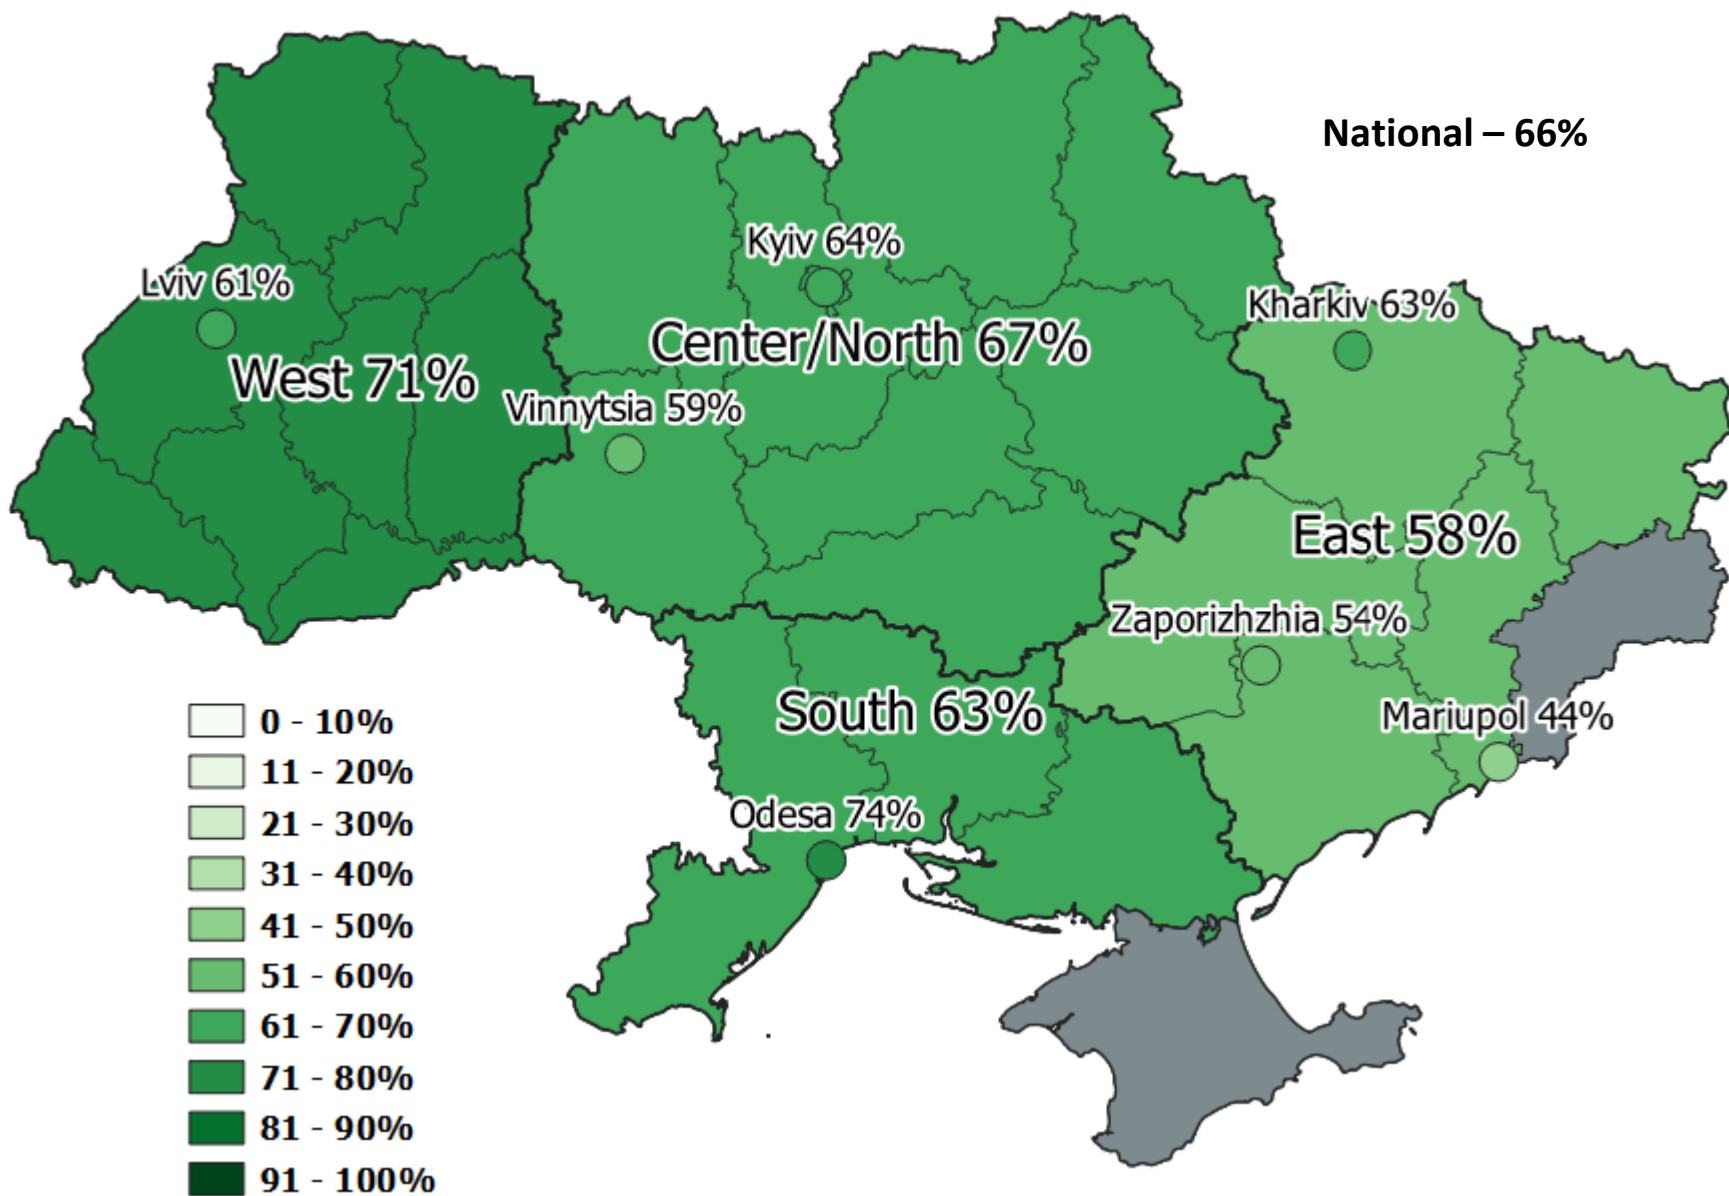 National – 66%
Kyiv 64%
Lviv 61%
Kharkiv 63%
Center/North 67%
West 71%
Vinnytsia 59%
East 58%
Zaporizhzhia 54%
South 63%
Mariupol 44%
Odesa 74%
0 - 10%
11 - 20%
21 - 30%
31 - 40%
41 - 50%
51 - 60%
61 - 70%
71 - 80%
81 - 90%
91 - 100%